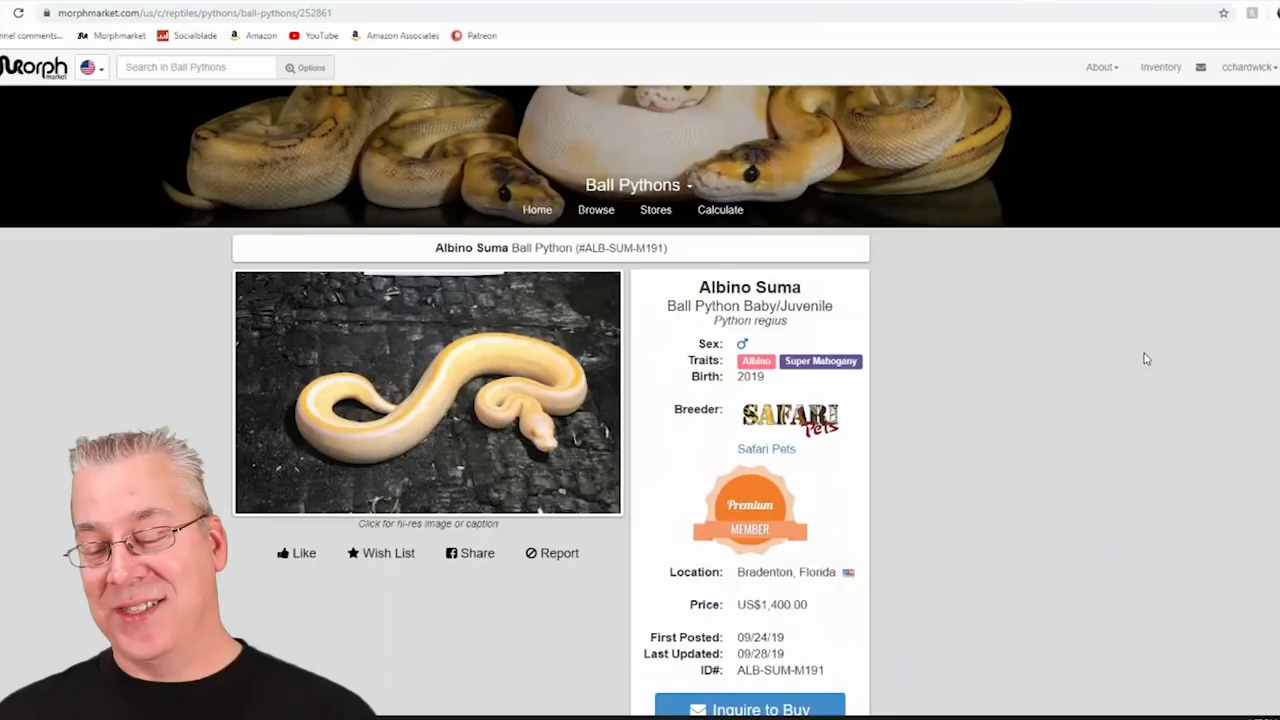 morphmarket.com/us/c/reptiles/pythons/ball-pythons/252861
nnel comments... Morphmarket Socialblade Amazon YouTube Amazon Associates Patreon
Morph market Search in Ball Pythons Options About Inventory cchardwick
Ball Pythons
Home Browse Stores Calculate
Albino Suma Ball Python (#ALB-SUM-M191)
Albino Suma
Ball Python Baby/Juvenile
Python regius
Sex: ♂
Traits: Albino Super Mahogany
Birth: 2019
Breeder: SAFARI Pets
Safari Pets
Premium
MEMBER
Click for hi-res image or caption
Like Wish List Share Report
Location: Bradenton, Florida
Price: US$1,400.00
First Posted: 09/24/19
Last Updated: 09/28/19
ID#: ALB-SUM-M191
Inquire to Buy